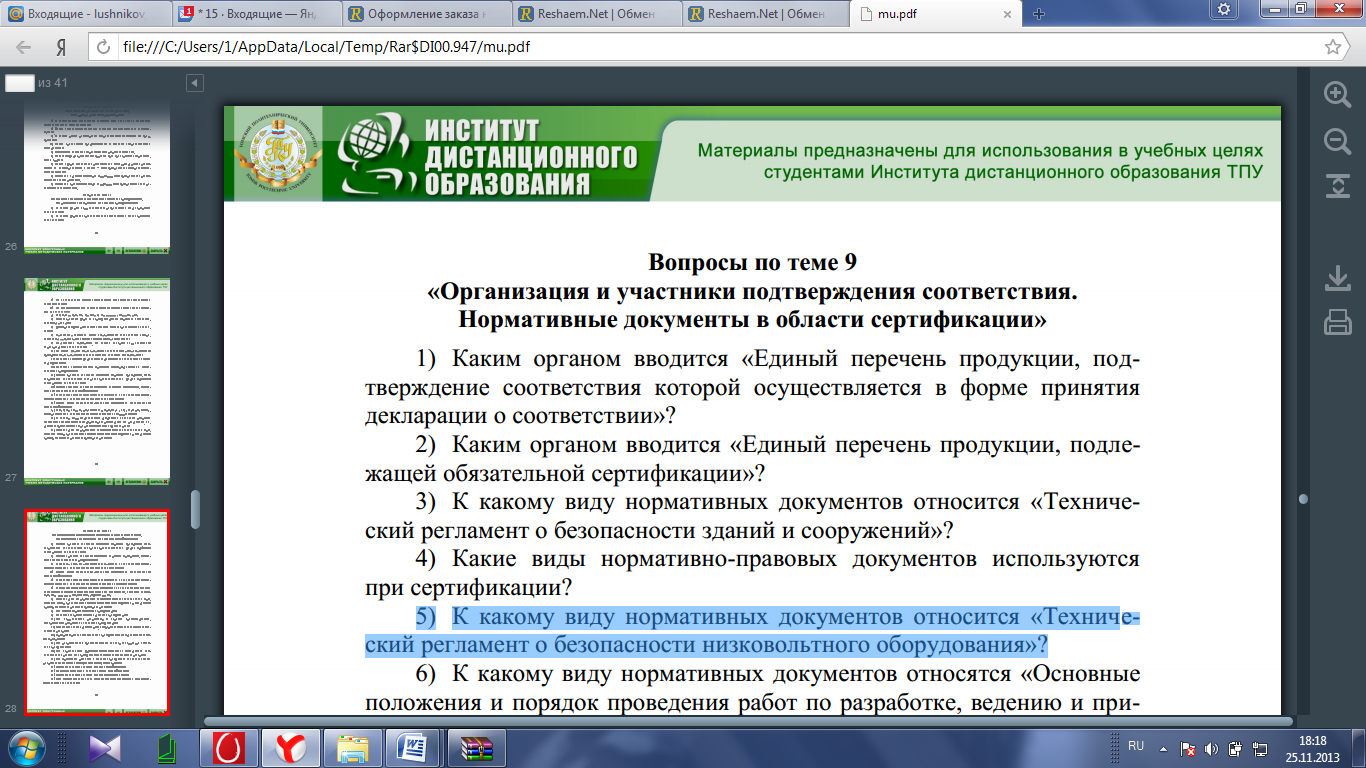 Входящие - lushnikov
* 15 · Входящие — Ян
Оформление заказа
Reshaem.Net | Обмен
Reshaem.Net | Обмен
mu.pdf
file:///C:/Users/1/AppData/Local/Temp/Rar$DI00.947/mu.pdf
из 41
26
27
28
ИНСТИТУТ
ДИСТАНЦИОННОГО
ОБРАЗОВАНИЯ
Материалы предназначены для использования в учебных целях
студентами Института дистанционного образования ТПУ
Вопросы по теме 9
«Организация и участники подтверждения соответствия.
Нормативные документы в области сертификации»
1) Каким органом вводится «Единый перечень продукции, под-
тверждение соответствия которой осуществляется в форме принятия
декларации о соответствии»?
2) Каким органом вводится «Единый перечень продукции, подле-
жащей обязательной сертификации»?
3) К какому виду нормативных документов относится «Техниче-
ский регламент о безопасности зданий и сооружений»?
4) Какие виды нормативно-правовых документов используются
при сертификации?
5) К какому виду нормативных документов относится «Техниче-
ский регламент о безопасности низковольтного оборудования»?
6) К какому виду нормативных документов относятся «Основные
положения и порядок проведения работ по разработке, ведению и при-
RU
18:18
25.11.2013